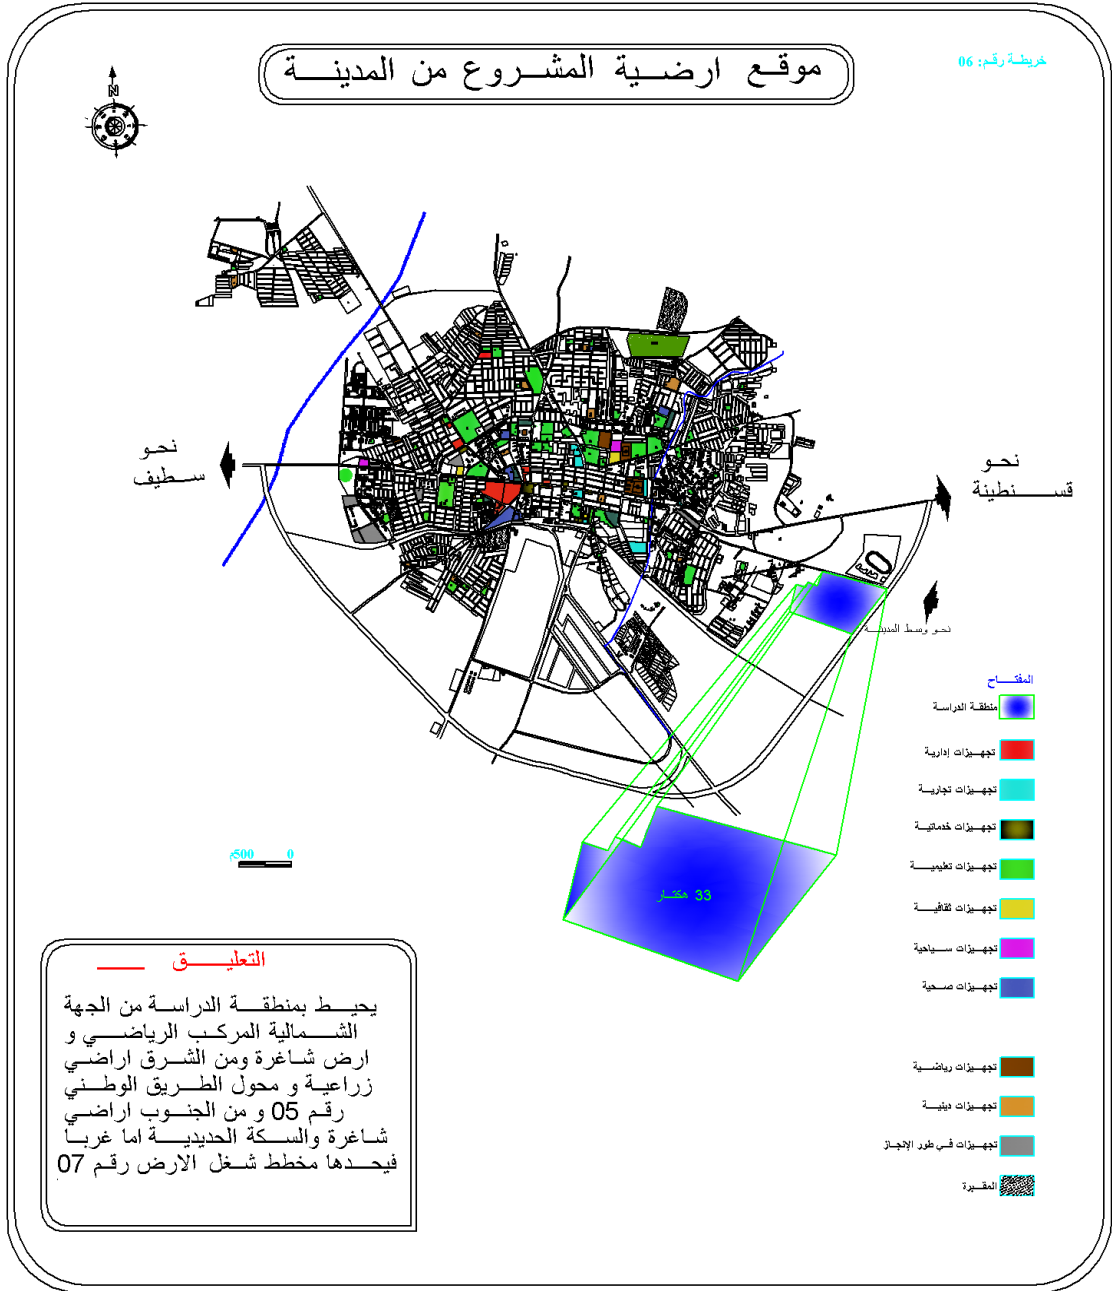 خريطة رقم: 06
موقع ارضية المشروع من المدينة
N
نحو
سطيف
نحو
قسنطينة
نحو وسط المدينة
المفتاح
منطقة الدراسة
تجهيزات إدارية
تجهيزات تجارية
تجهيزات خدماتية
تجهيزات تعليمية
تجهيزات ثقافية
تجهيزات سياحية
تجهيزات صحية
تجهيزات رياضية
تجهيزات دينية
تجهيزات في طور الإنجاز
المقبرة
0 500م
33 هكتار
التعليق
يحيط بمنطقة الدراسة من الجهة
الشمالية المركب الرياضي و
ارض شاغرة ومن الشرق اراضي
زراعية و محول الطريق الوطني
رقم 05 و من الجنوب اراضي
شاغرة والسكة الحديدية اما غربا
فيحدها مخطط شغل الارض رقم 07